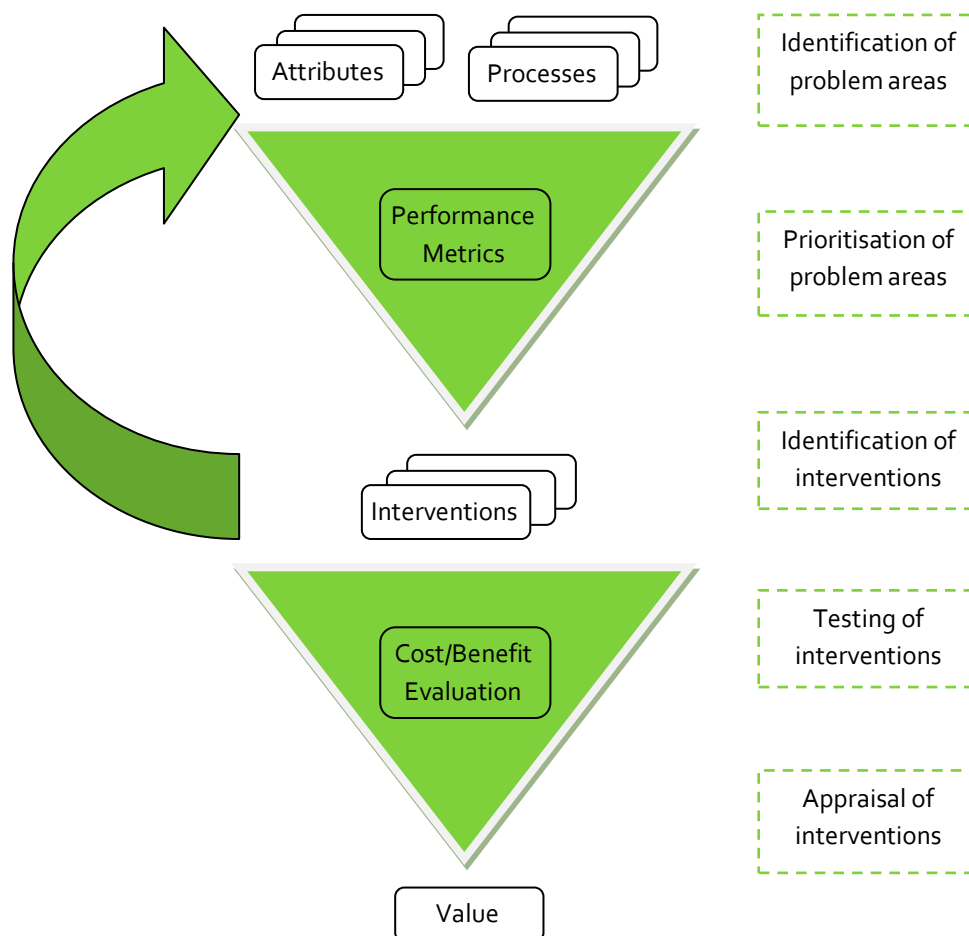 Attributes
Processes
Identification of
problem areas
Performance
Metrics
Prioritisation of
problem areas
Interventions
Identification of
interventions
Cost/Benefit
Evaluation
Testing of
interventions
Appraisal of
interventions
Value